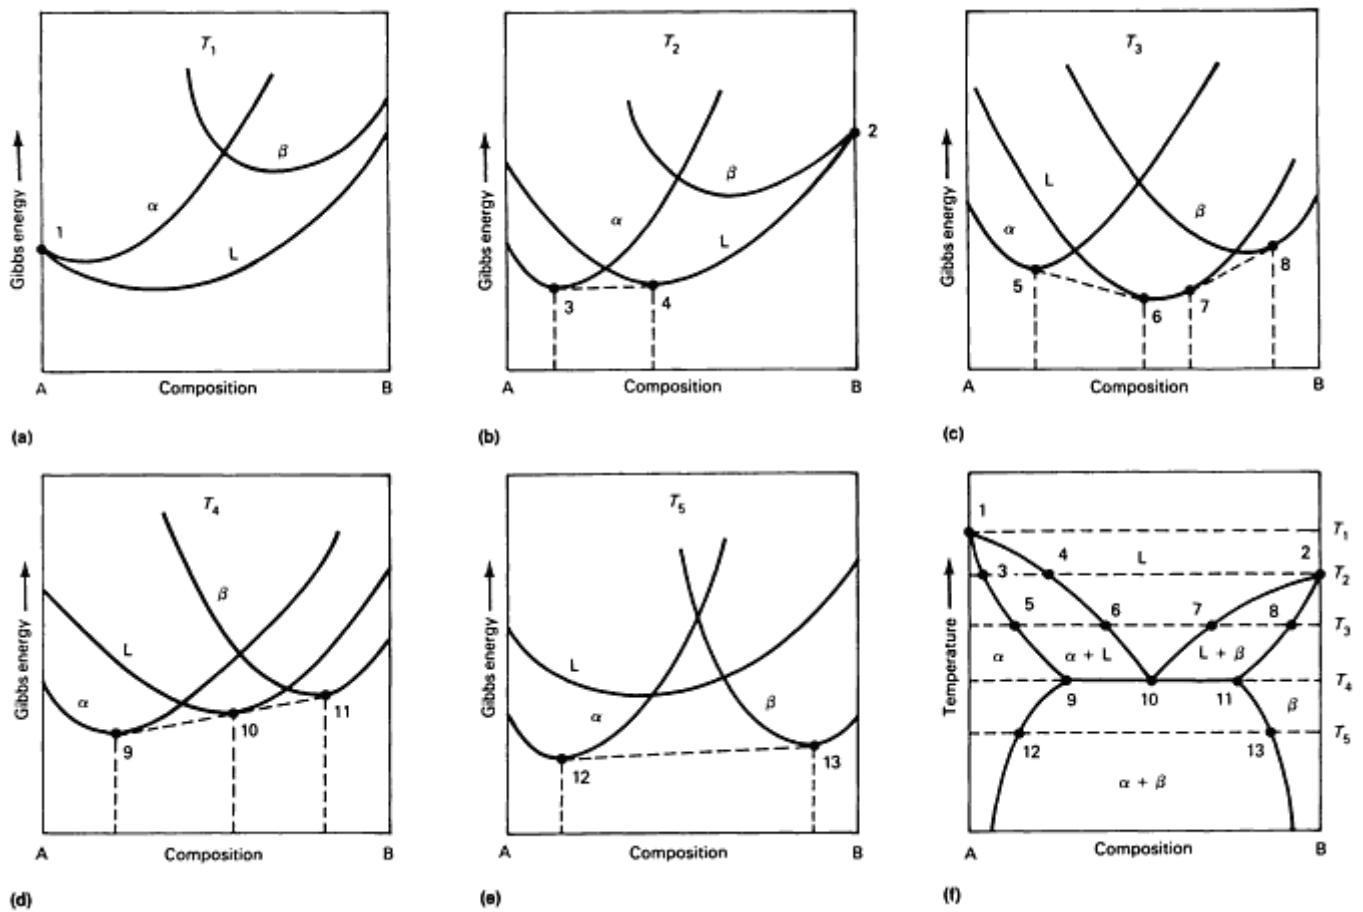 T1
Gibbs energy
1
α
β
L
A
Composition
B
(a)
T2
Gibbs energy
2
β
α
L
3
4
A
Composition
B
(b)
T3
Gibbs energy
L
β
α
5
6
7
8
A
Composition
B
(c)
T4
Gibbs energy
β
L
α
9
10
11
A
Composition
B
(d)
T5
Gibbs energy
L
α
β
12
13
A
Composition
B
(e)
1
T1
4
L
2
3
T2
5
6
7
8
T3
α
α + L
L + β
Temperature
9
10
11
T4
β
12
13
T5
α + β
A
Composition
B
(f)